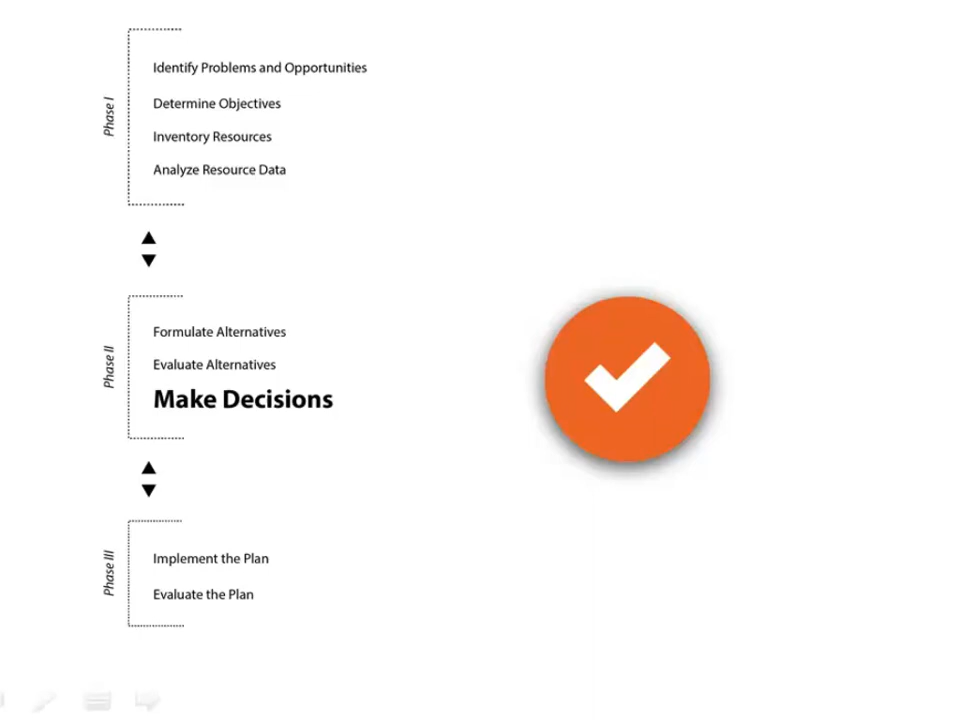 Phase I
Identify Problems and Opportunities
Determine Objectives
Inventory Resources
Analyze Resource Data
Phase II
Formulate Alternatives
Evaluate Alternatives
Make Decisions
Phase III
Implement the Plan
Evaluate the Plan